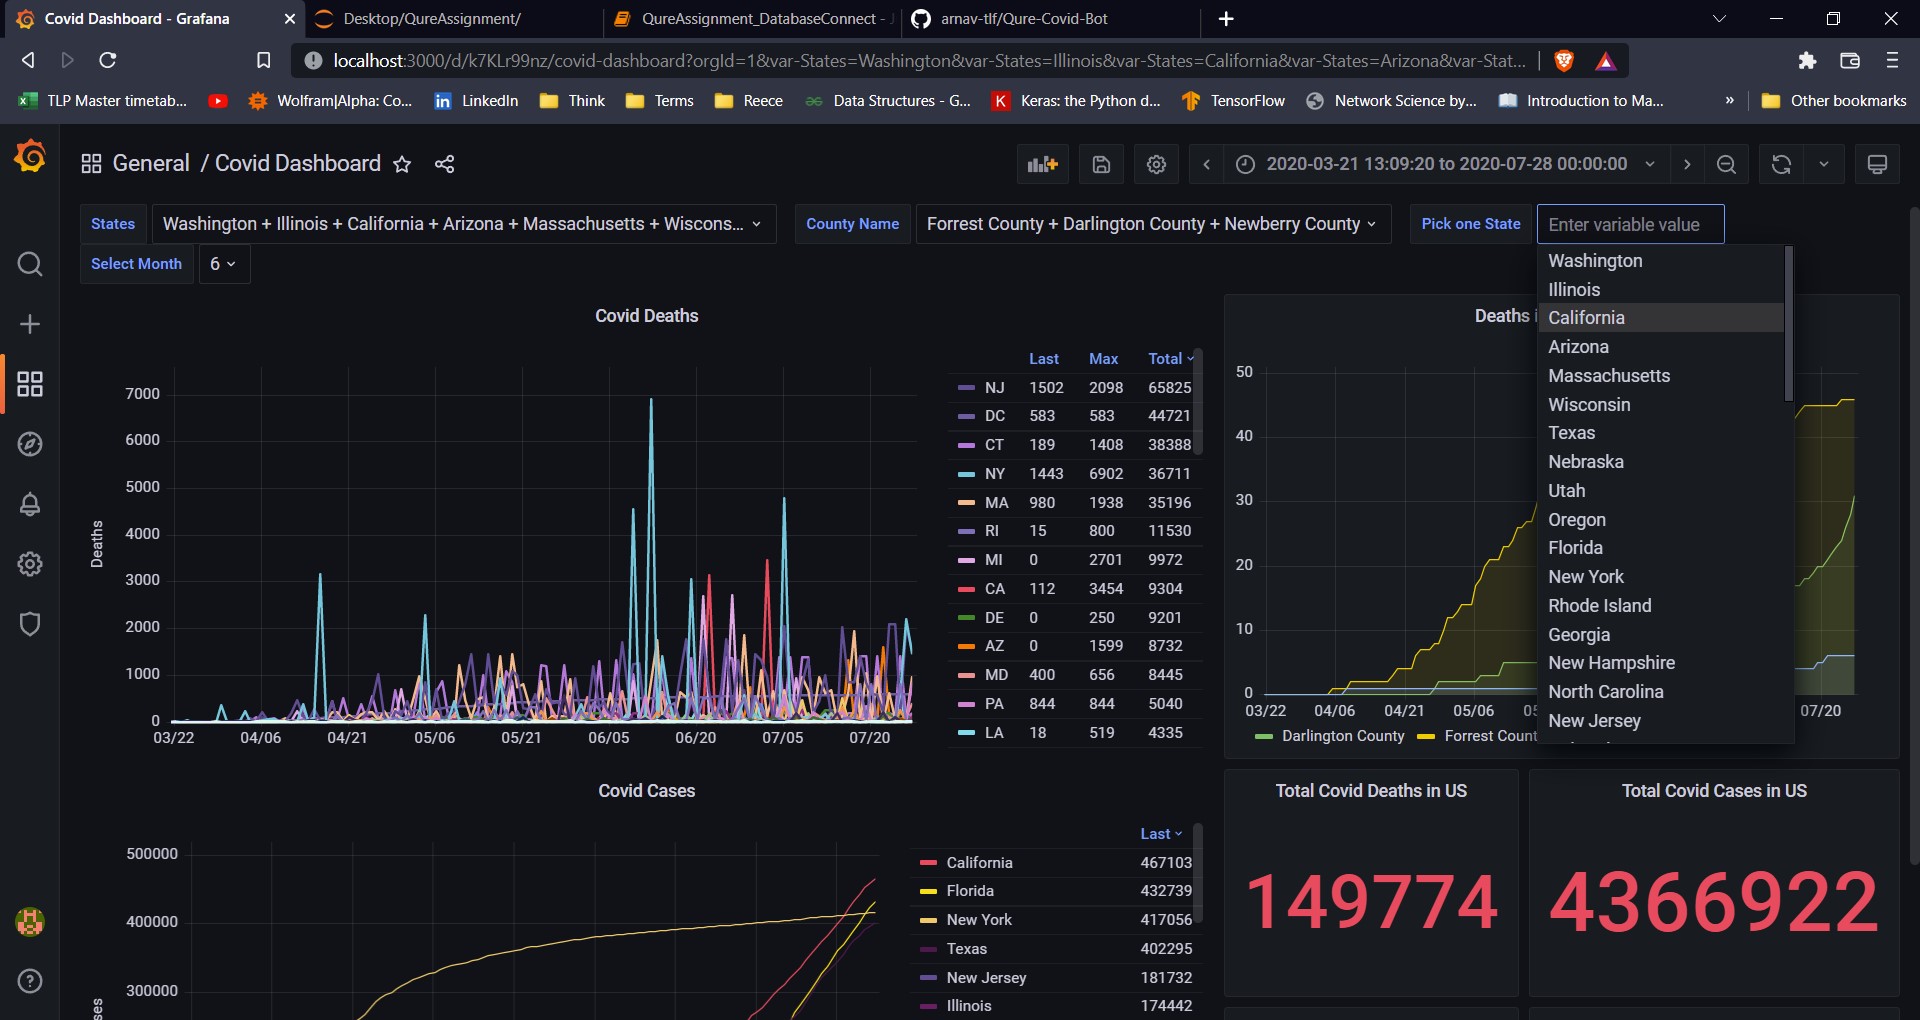 Covid Dashboard - Grafana
Desktop/QureAssignment/
QureAssignment_DatabaseConnect - J
arnav-tlf/Qure-Covid-Bot
localhost:3000/d/k7KLr99nz/covid-dashboard?orgId=1&var-States=Washington&var-States=Illinois&var-States=California&var-States=Arizona&var-Stat...
TLP Master timetab...
Wolfram|Alpha: Co...
LinkedIn
Think
Terms
Reece
Data Structures - G...
Keras: the Python d...
TensorFlow
Network Science by...
Introduction to Ma...
»
Other bookmarks
General / Covid Dashboard
2020-03-21 13:09:20 to 2020-07-28 00:00:00
States
Washington + Illinois + California + Arizona + Massachusetts + Wiscons...
County Name
Forrest County + Darlington County + Newberry County
Pick one State
Enter variable value
Select Month
6
Washington
Illinois
California
Arizona
Massachusetts
Wisconsin
Texas
Nebraska
Utah
Oregon
Florida
New York
Rhode Island
Georgia
New Hampshire
North Carolina
New Jersey
Covid Deaths
Deaths
7000
6000
5000
4000
3000
2000
1000
0
03/22 04/06 04/21 05/06 05/21 06/05 06/20 07/05 07/20
Last Max Total
NJ 1502 2098 65825
DC 583 583 44721
CT 189 1408 38388
NY 1443 6902 36711
MA 980 1938 35196
RI 15 800 11530
MI 0 2701 9972
CA 112 3454 9304
DE 0 250 9201
AZ 0 1599 8732
MD 400 656 8445
PA 844 844 5040
LA 18 519 4335
Deaths i
50
40
30
20
10
0
03/22 04/06 04/21 05/06 05 07/20
Darlington County Forrest Count
Covid Cases
500000
400000
300000
ses
Last
California 467103
Florida 432739
New York 417056
Texas 402295
New Jersey 181732
Illinois 174442
Total Covid Deaths in US
149774
Total Covid Cases in US
4366922